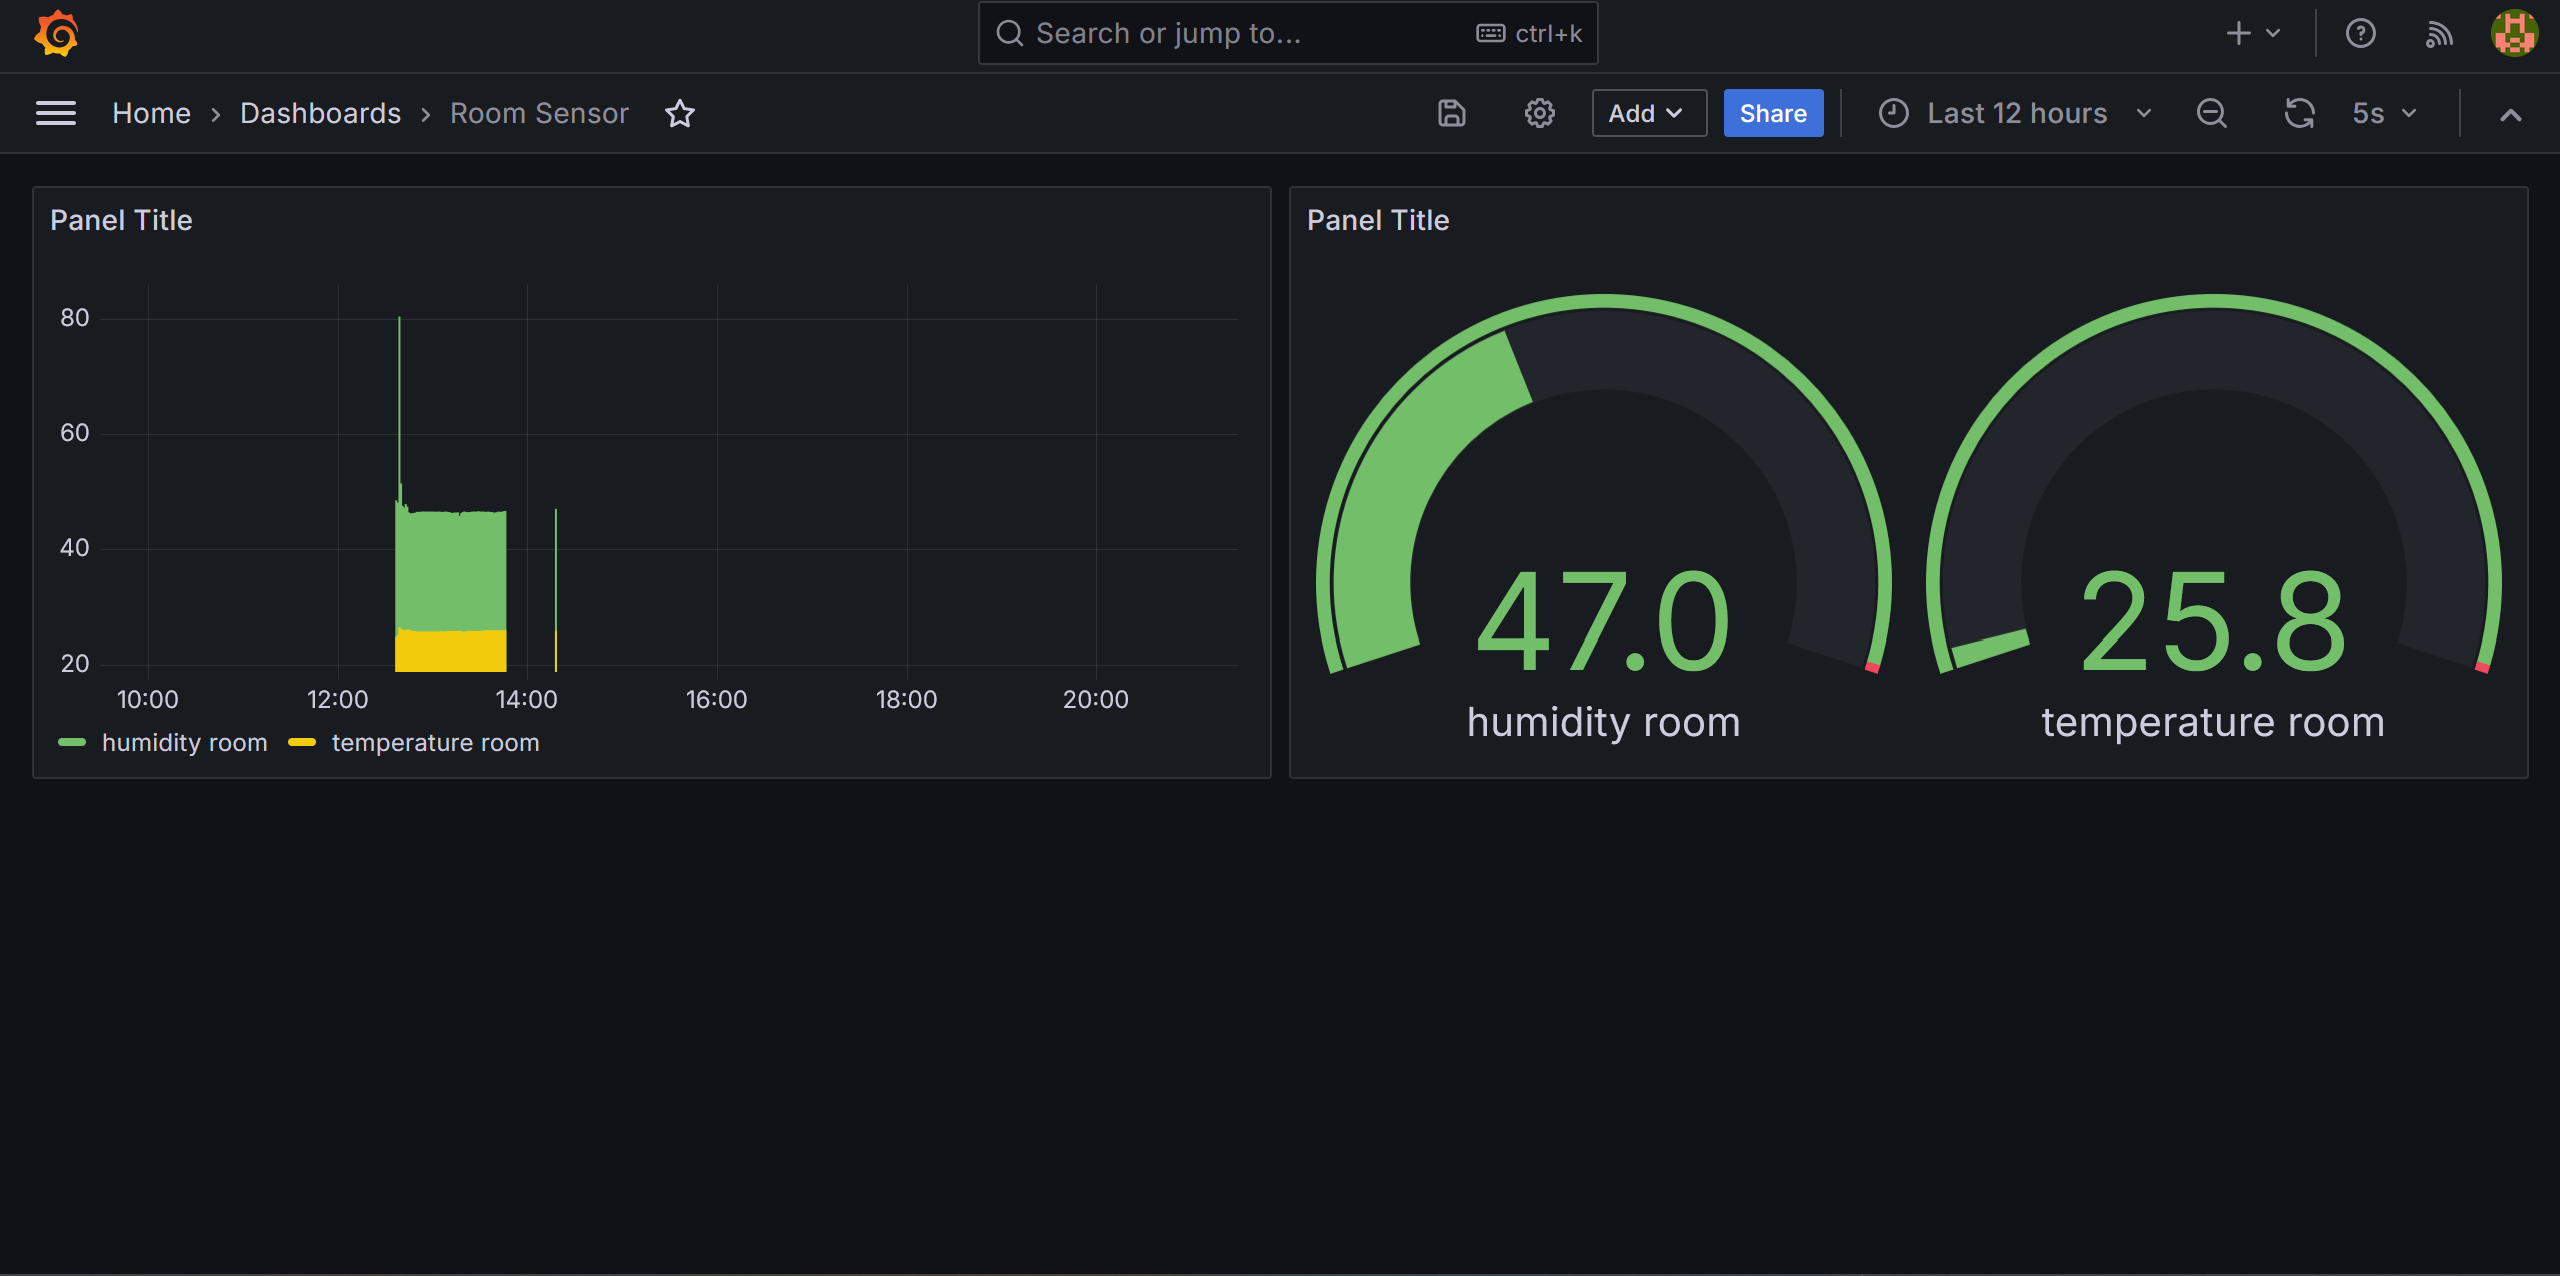 Search or jump to...
ctrl+k
Home
Dashboards
Room Sensor
Add
Share
Last 12 hours
5s
Panel Title
80
60
40
20
10:00
12:00
14:00
16:00
18:00
20:00
humidity room
temperature room
Panel Title
47.0
humidity room
25.8
temperature room